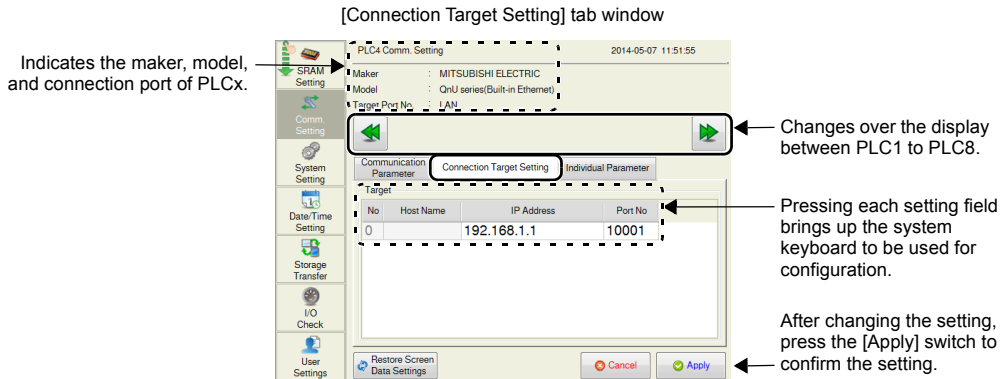 [Connection Target Setting] tab window
Indicates the maker, model,
and connection port of PLCx.
PLC4 Comm. Setting
2014-05-07 11:51:55
Maker : MITSUBISHI ELECTRIC
Model : QnU series(Built-in Ethernet)
Target Port No. : LAN
SRAM
Setting
Comm.
Setting
System
Setting
Date/Time
Setting
Storage
Transfer
I/O
Check
User
Settings
Changes over the display
between PLC1 to PLC8.
Communication
Parameter
Connection Target Setting
Individual Parameter
Target
No Host Name IP Address Port No
0 192.168.1.1 10001
Pressing each setting field
brings up the system
keyboard to be used for
configuration.
Restore Screen
Data Settings
Cancel
Apply
After changing the setting,
press the [Apply] switch to
confirm the setting.